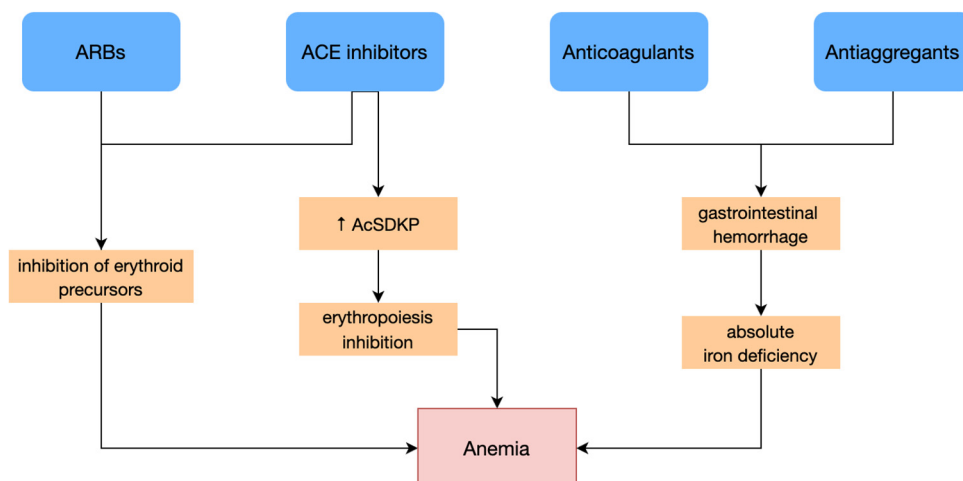 ARBs
ACE inhibitors
Anticoagulants
Antiaggregants
↑ AcSDKP
gastrointestinal
hemorrhage
inhibition of erythroid
precursors
erythropoiesis
inhibition
absolute
iron deficiency
Anemia